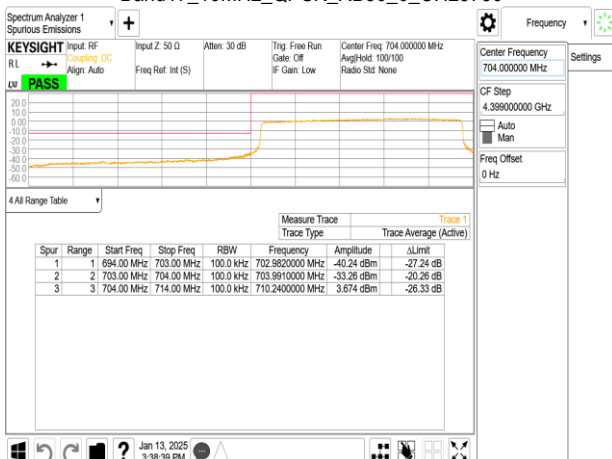 Spectrum Analyzer 1
Spurious Emissions
Frequency
KEYSIGHT Input: RF Input Z: 50 Ω Atten: 30 dB Trig: Free Run Center Freq: 704.000000 MHz
Coupling: DC Gate: Off Avg|Hold: 100/100
RL Align: Auto Freq Ref: Int (S) IF Gain: Low Radio Std: None
LXI PASS
Center Frequency
704.000000 MHz
Settings
CF Step
4.399000000 GHz
Auto
Man
Freq Offset
0 Hz
20.0
10.0
0.00
-10.0
-20.0
-30.0
-40.0
-50.0
-60.0
4 All Range Table
Measure Trace Trace 1
Trace Type Trace Average (Active)
Spur Range Start Freq Stop Freq RBW Frequency Amplitude ΔLimit
1 1 694.00 MHz 703.00 MHz 100.0 kHz 702.9820000 MHz -40.24 dBm -27.24 dB
2 2 703.00 MHz 704.00 MHz 100.0 kHz 703.9910000 MHz -33.26 dBm -20.26 dB
3 3 704.00 MHz 714.00 MHz 100.0 kHz 710.2400000 MHz 3.674 dBm -26.33 dB
Jan 13, 2025
3:38:39 PM